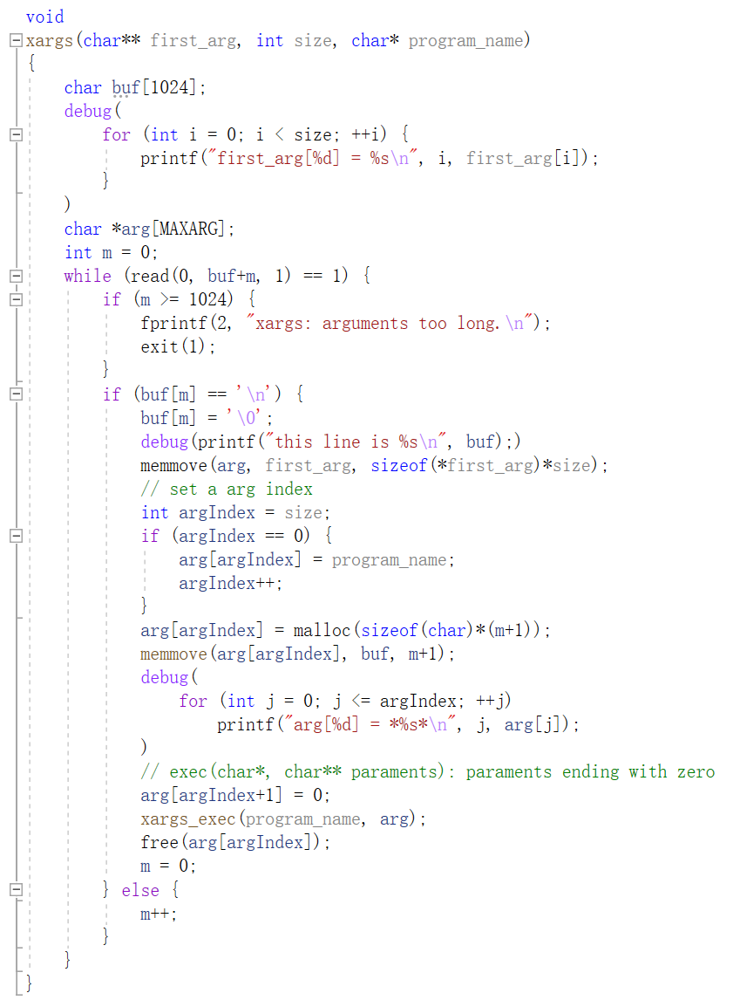 void
xargs(char** first_arg, int size, char* program_name)
{
    char buf[1024];
    debug(
        for (int i = 0; i < size; ++i) {
            printf("first_arg[%d] = %s\n", i, first_arg[i]);
        }
    )
    char *arg[MAXARG];
    int m = 0;
    while (read(0, buf+m, 1) == 1) {
        if (m >= 1024) {
            fprintf(2, "xargs: arguments too long.\n");
            exit(1);
        }
        if (buf[m] == '\n') {
            buf[m] = '\0';
            debug(printf("this line is %s\n", buf);)
            memmove(arg, first_arg, sizeof(*first_arg)*size);
            // set a arg index
            int argIndex = size;
            if (argIndex == 0) {
                arg[argIndex] = program_name;
                argIndex++;
            }
            arg[argIndex] = malloc(sizeof(char)*(m+1));
            memmove(arg[argIndex], buf, m+1);
            debug(
                for (int j = 0; j <= argIndex; ++j)
                    printf("arg[%d] = *%s*\n", j, arg[j]);
            )
            // exec(char*, char** paraments): paraments ending with zero
            arg[argIndex+1] = 0;
            xargs_exec(program_name, arg);
            free(arg[argIndex]);
            m = 0;
        } else {
            m++;
        }
    }
}